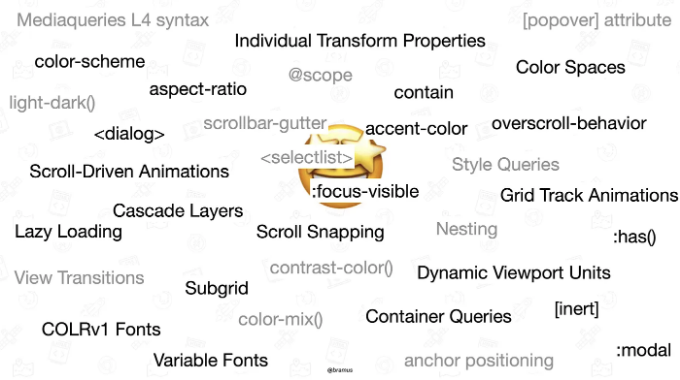 Mediaqueries L4 syntax
[popover] attribute
Individual Transform Properties
color-scheme
@scope
Color Spaces
aspect-ratio
contain
light-dark()
scrollbar-gutter
accent-color
overscroll-behavior
<dialog>
<selectlist>
Style Queries
Scroll-Driven Animations
:focus-visible
Grid Track Animations
Cascade Layers
Lazy Loading
Scroll Snapping
Nesting
:has()
View Transitions
contrast-color()
Dynamic Viewport Units
Subgrid
color-mix()
Container Queries
[inert]
COLRv1 Fonts
Variable Fonts
anchor positioning
:modal
@bramus